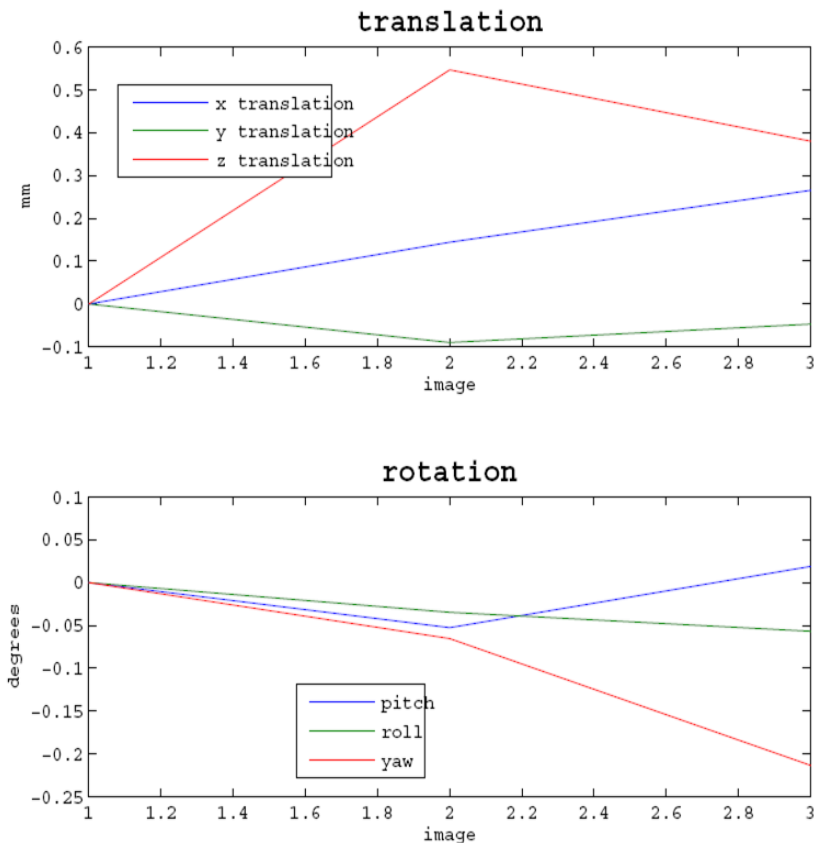 translation
0.6
0.5
0.4
0.3
0.2
0.1
0
-0.1
mm
x translation
y translation
z translation
1 1.2 1.4 1.6 1.8 2 2.2 2.4 2.6 2.8 3
image
rotation
0.1
0.05
0
-0.05
-0.1
-0.15
-0.2
-0.25
degrees
pitch
roll
yaw
1 1.2 1.4 1.6 1.8 2 2.2 2.4 2.6 2.8 3
image